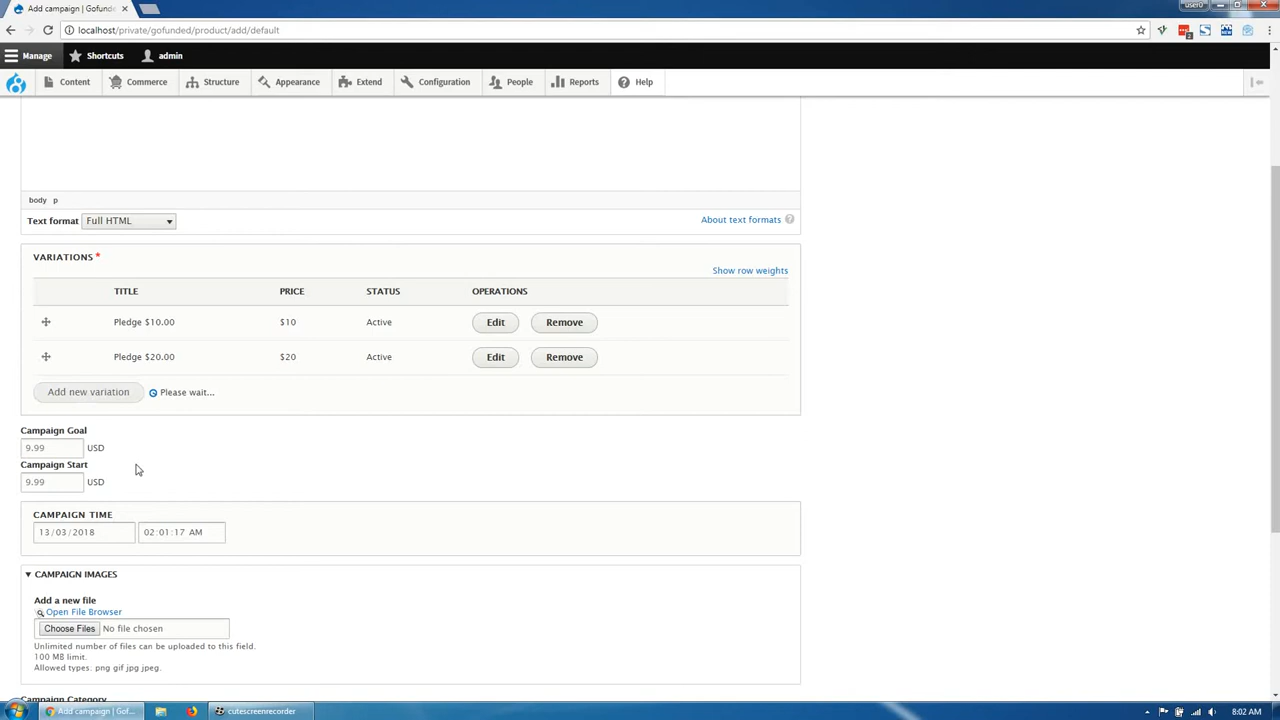 Add campaign | Gofunded
user0
localhost/private/gofunded/product/add/default
Manage Shortcuts admin
Content Commerce Structure Appearance Extend Configuration People Reports Help
body p
Text format Full HTML About text formats
VARIATIONS *
Show row weights
TITLE PRICE STATUS OPERATIONS
Pledge $10.00 $10 Active Edit Remove
Pledge $20.00 $20 Active Edit Remove
Add new variation Please wait...
Campaign Goal
9.99 USD
Campaign Start
9.99 USD
CAMPAIGN TIME
13/03/2018 02:01:17 AM
CAMPAIGN IMAGES
Add a new file
Open File Browser
Choose Files No file chosen
Unlimited number of files can be uploaded to this field.
100 MB limit.
Allowed types: png gif jpg jpeg.
Campaign Category
Add campaign | Gof... cutescreenrecorder 8:02 AM